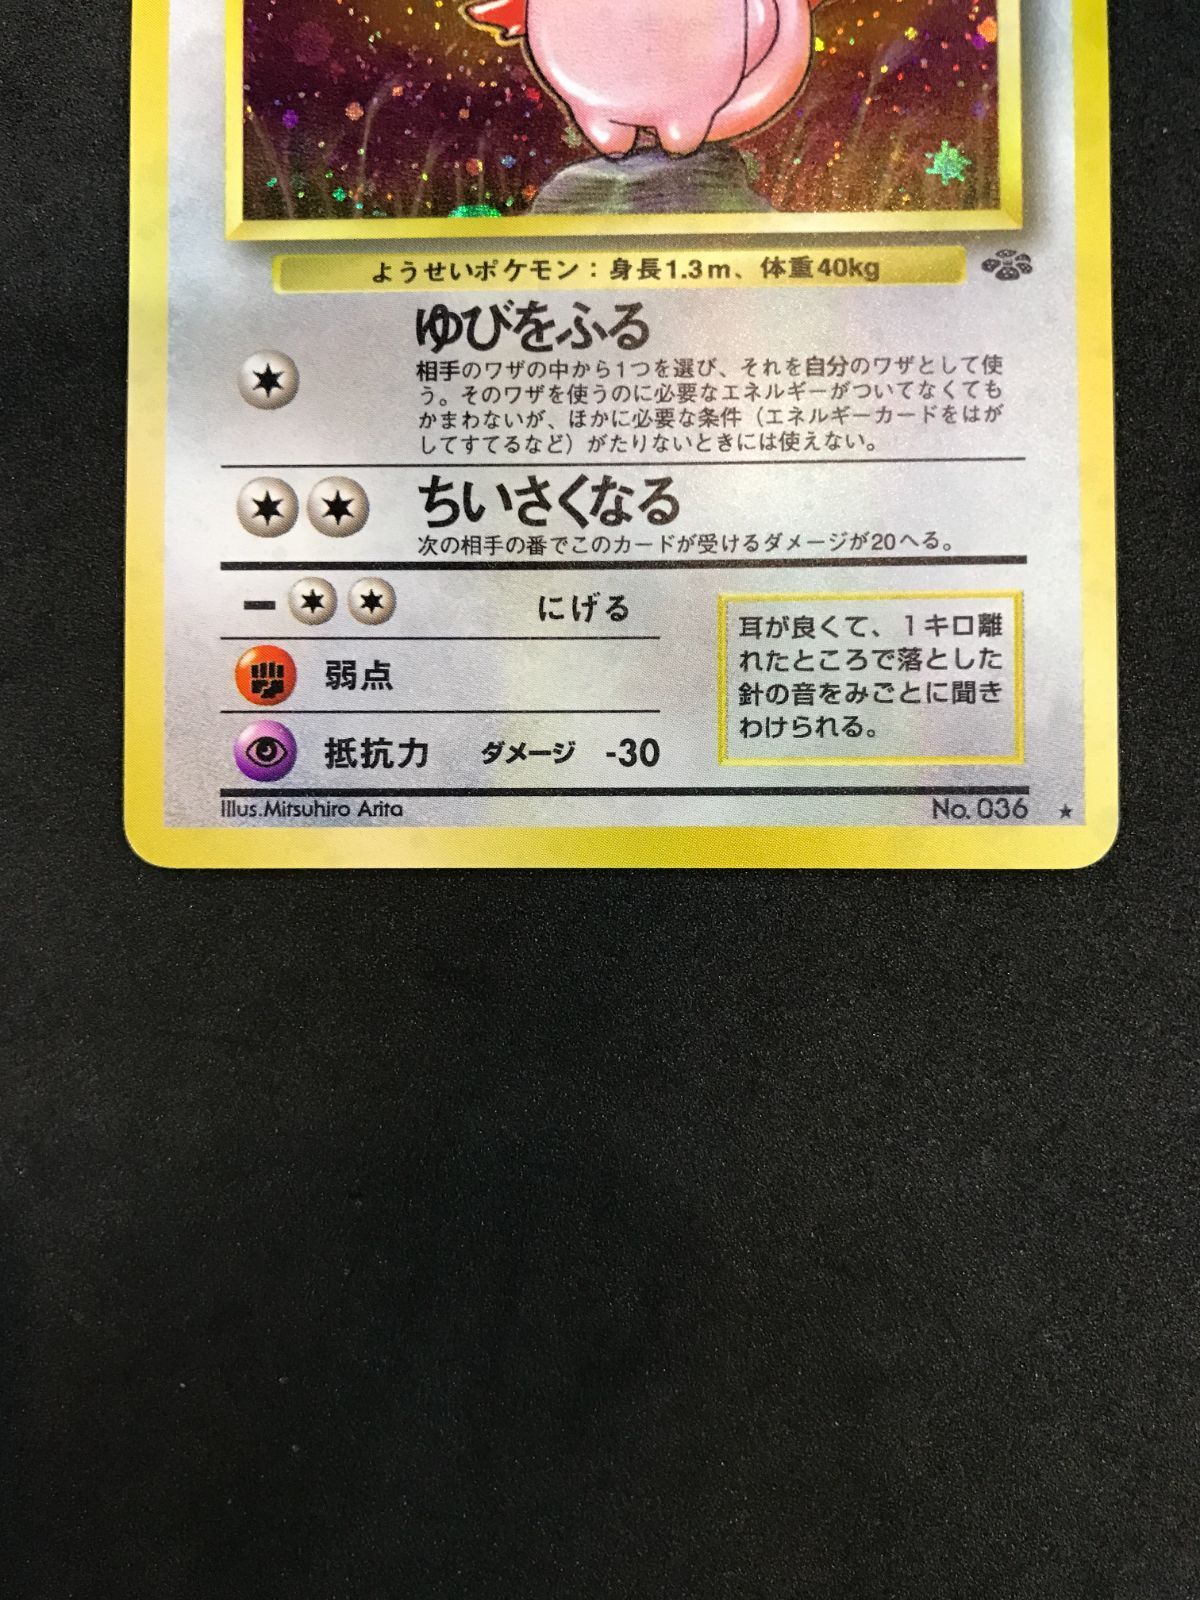 ようせいポケモン：身長1.3m、体重40kg
ゆびをふる
相手のワザの中から1つを選び、それを自分のワザとして使
う。そのワザを使うのに必要なエネルギーがついてなくても
かまわないが、ほかに必要な条件（エネルギーカードをはが
してすてるなど）がたりないときには使えない。
ちいさくなる
次の相手の番でこのカードが受けるダメージが20へる。
ー にげる
弱点
抵抗力 ダメージ -30
耳が良くて、1キロ離
れたところで落とした
針の音をみごとに聞き
わけられる。
Illus.Mitsuhiro Arita
No.036 ★